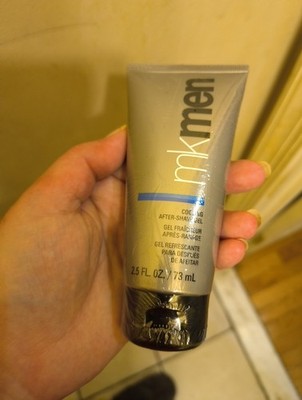 mkmen
COOLING
AFTER-SHAVE GEL
GEL FRAÎCHEUR
APRÈS-RASAGE
GEL REFRESCANTE
PARA DESPUÉS
DE AFEITAR
2.5 FL. OZ. / 73 mL